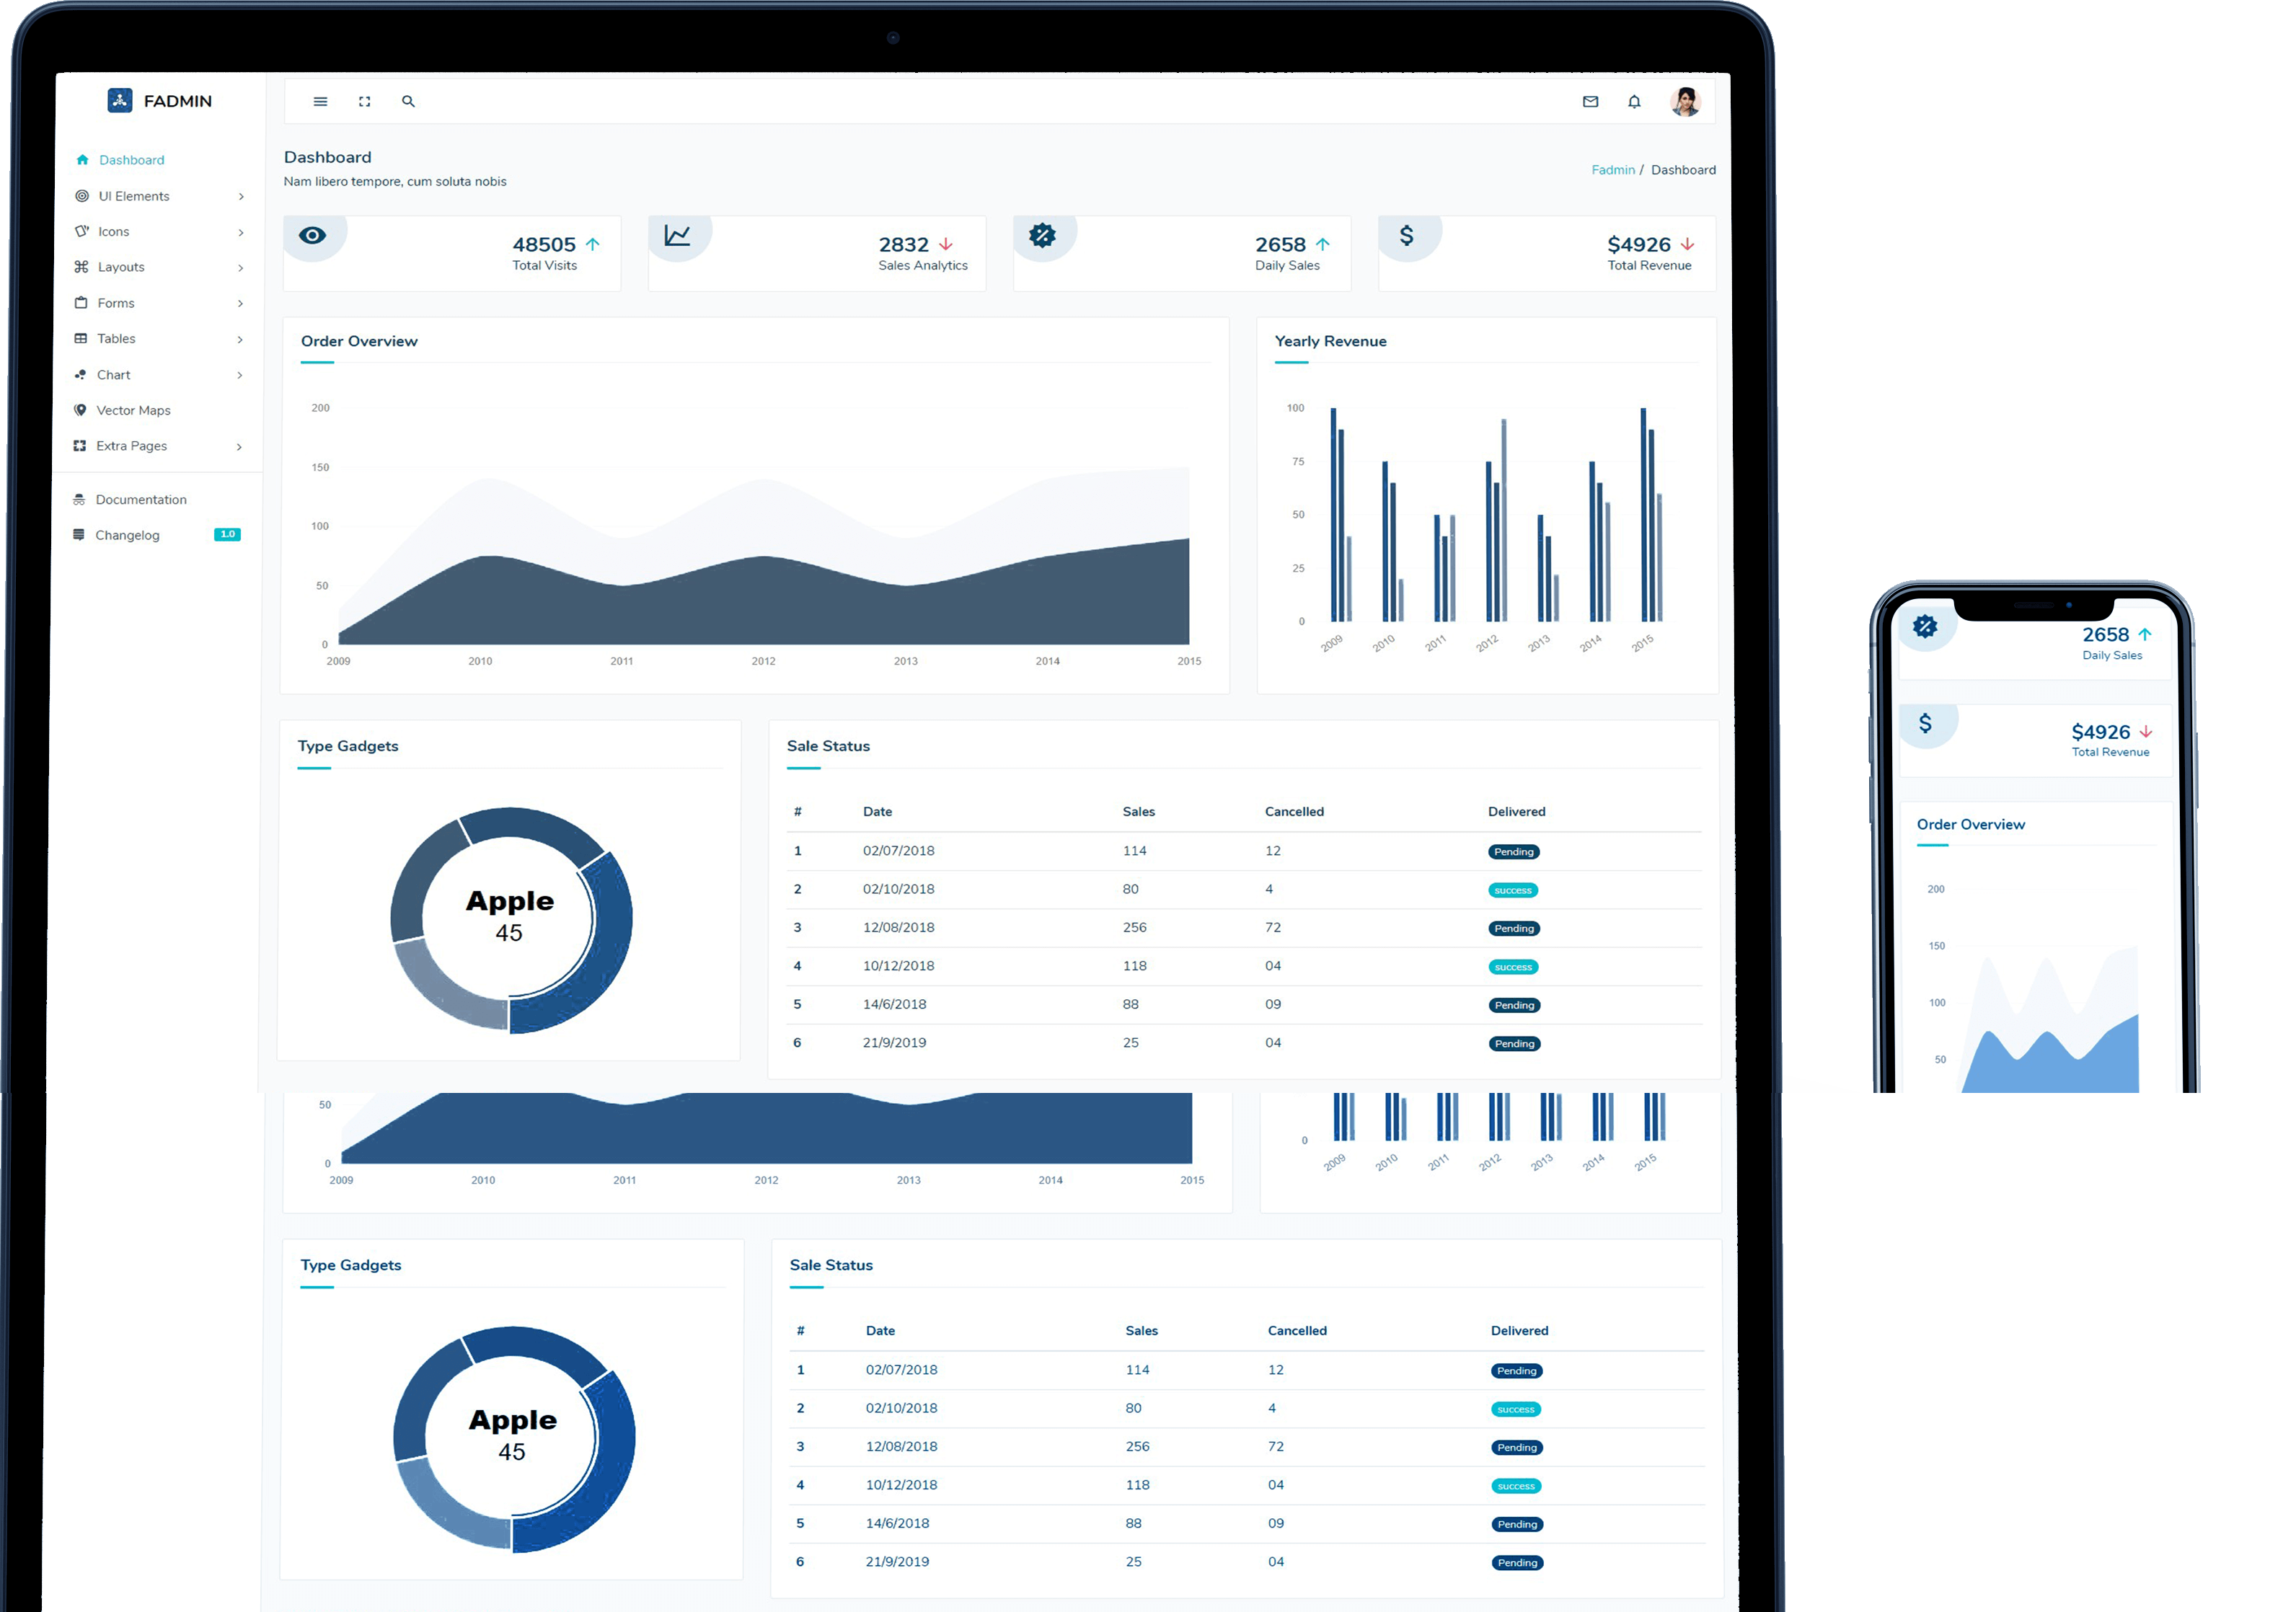 FADMIN
Dashboard
UI Elements
Icons
Layouts
Forms
Tables
Chart
Vector Maps
Extra Pages
Documentation
Changelog 1.0
Dashboard
Nam libero tempore, cum soluta nobis
Fadmin / Dashboard
48505
Total Visits
2832
Sales Analytics
2658
Daily Sales
$4926
Total Revenue
Order Overview
200
150
100
50
0
2009 2010 2011 2012 2013 2014 2015
Yearly Revenue
100
75
50
25
0
2009 2010 2011 2012 2013 2014 2015
Type Gadgets
Apple
45
Sale Status
# Date Sales Cancelled Delivered
1 02/07/2018 114 12 Pending
2 02/10/2018 80 4 success
3 12/08/2018 256 72 Pending
4 10/12/2018 118 04 success
5 14/6/2018 88 09 Pending
6 21/9/2019 25 04 Pending
50
0
2009 2010 2011 2012 2013 2014 2015
0
2009 2010 2011 2012 2013 2014 2015
Type Gadgets
Apple
45
Sale Status
# Date Sales Cancelled Delivered
1 02/07/2018 114 12 Pending
2 02/10/2018 80 4 success
3 12/08/2018 256 72 Pending
4 10/12/2018 118 04 success
5 14/6/2018 88 09 Pending
6 21/9/2019 25 04 Pending
2658
Daily Sales
$4926
Total Revenue
Order Overview
200
150
100
50